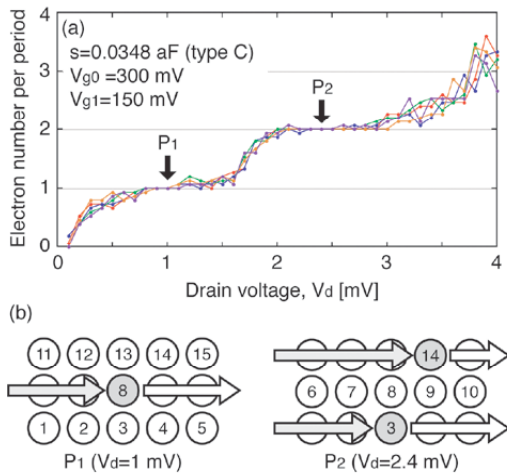 (a)
s=0.0348 aF (type C)
Vg0 =300 mV
Vg1=150 mV
P1
P2
Electron number per period
4
3
2
1
0
0 1 2 3 4
Drain voltage, Vd [mV]
(b)
11 12 13 14 15
8
1 2 3 4 5
P1 (Vd=1 mV)
14
6 7 8 9 10
3
P2 (Vd=2.4 mV)